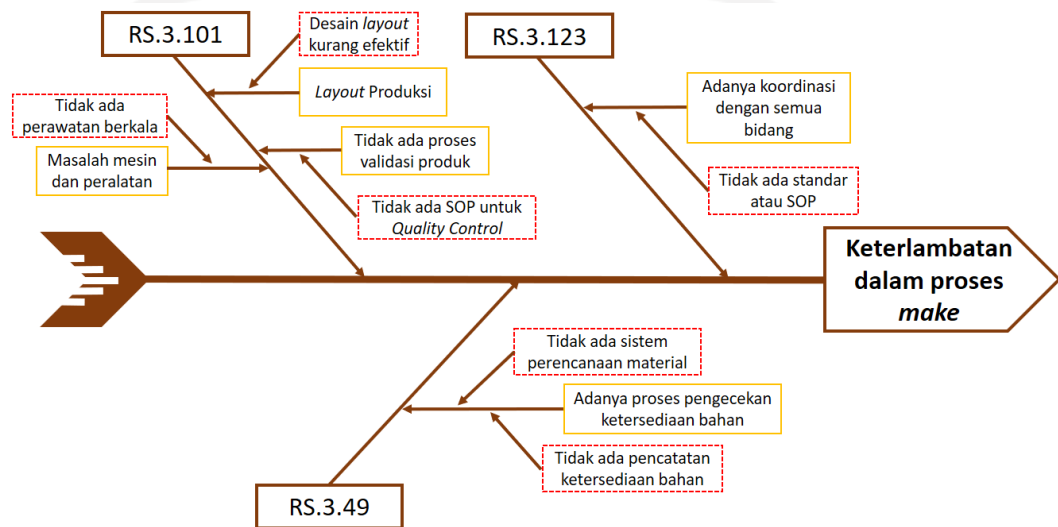 RS.3.101
Desain layout
kurang efektif
Layout Produksi
Tidak ada
perawatan berkala
Masalah mesin
dan peralatan
Tidak ada proses
validasi produk
Tidak ada SOP untuk
Quality Control
RS.3.123
Adanya koordinasi
dengan semua
bidang
Tidak ada standar
atau SOP
Keterlambatan
dalam proses
make
Tidak ada sistem
perencanaan material
Adanya proses pengecekan
ketersediaan bahan
Tidak ada pencatatan
ketersediaan bahan
RS.3.49